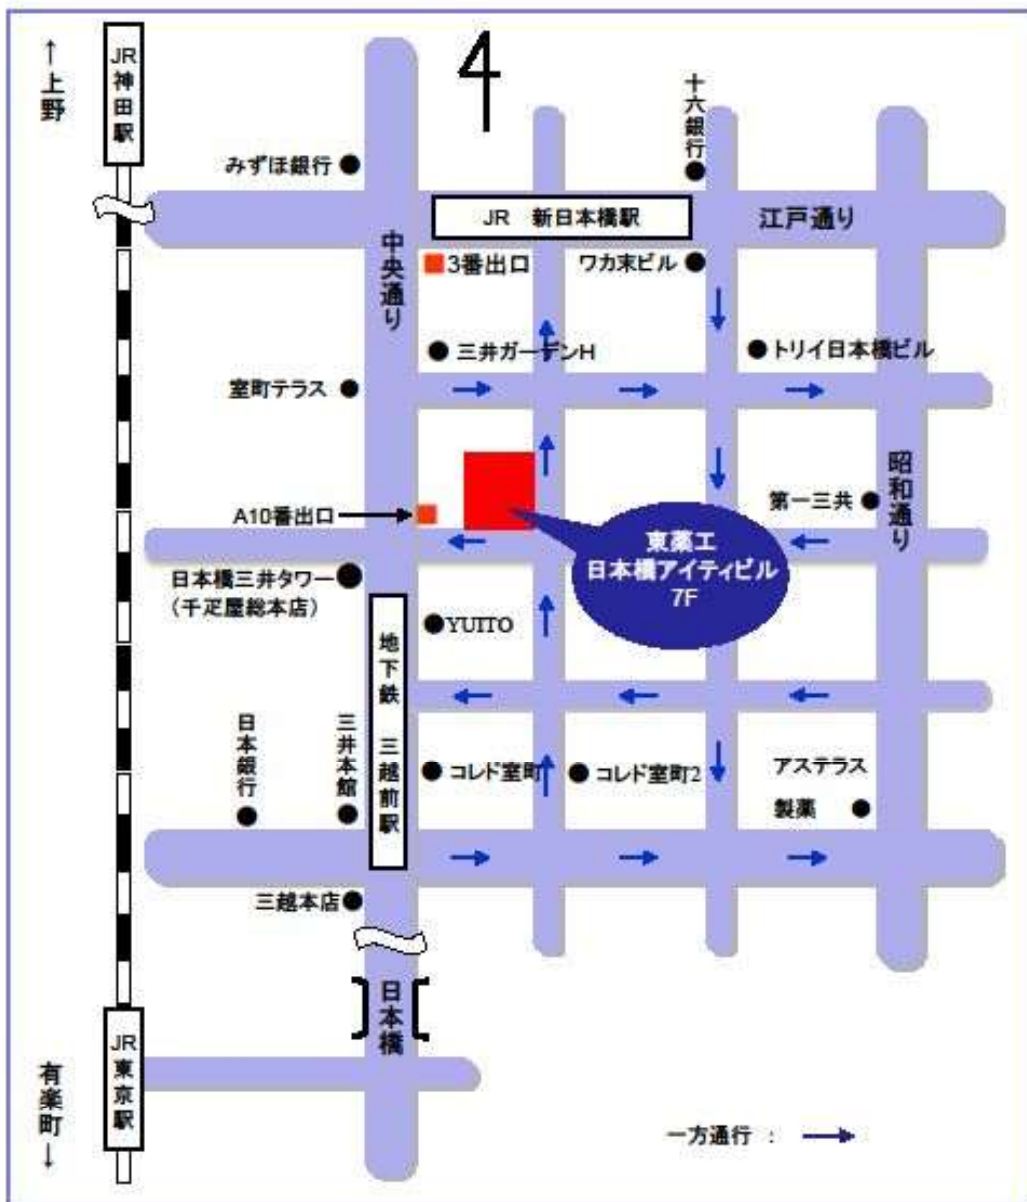 ↑上野
JR神田駅
十六銀行
みずほ銀行
JR 新日本橋駅
江戸通り
中央通り
3番出口
ワカ末ビル
三井ガーデンH
トリイ日本橋ビル
室町テラス
昭和通り
A10番出口
第一三共
東薬工
日本橋アイティビル
7F
日本橋三井タワー
(千疋屋総本店)
YUITO
地下鉄 三越前駅
日本銀行
三井本館
コレド室町
コレド室町2
アステラス
製薬
三越本店
日本橋
JR東京駅
有楽町↓
一方通行 : →